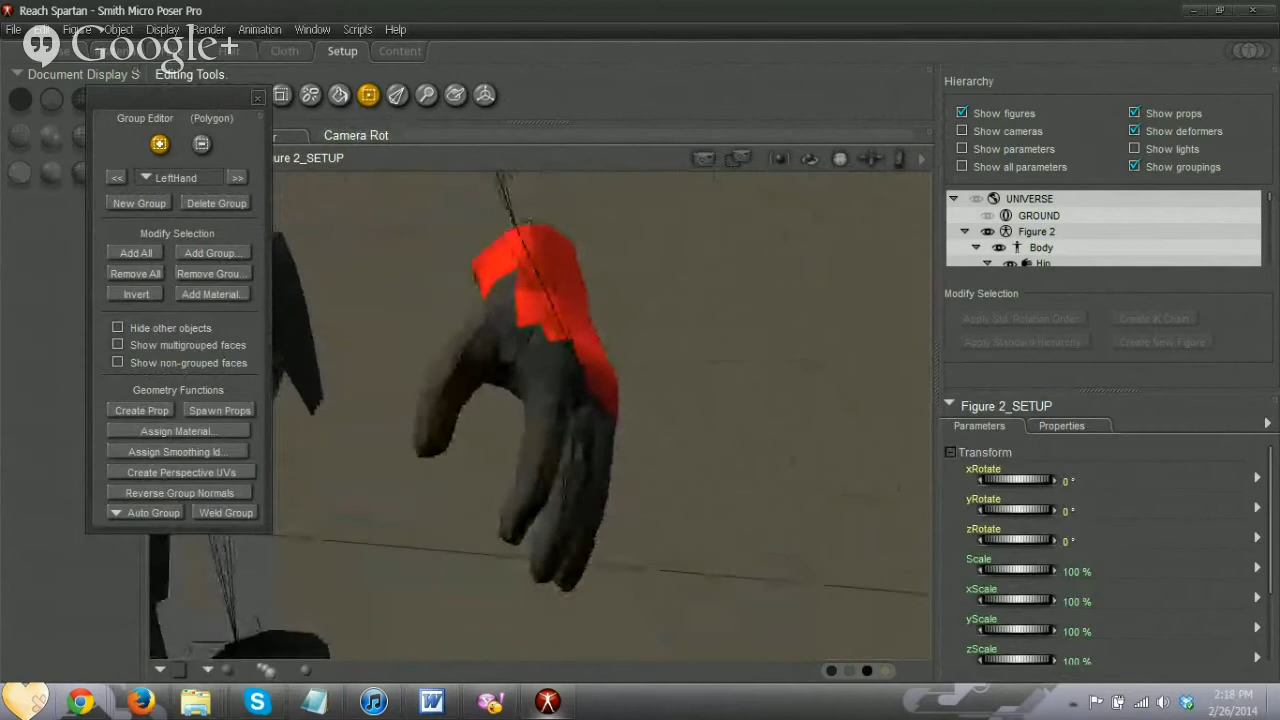 Reach Spartan - Smith Micro Poser Pro
File Edit Figure Object Display Render Animation Window Scripts Help
Google+
Cloth Setup Content
Document Display S Editing Tools.
Group Editor (Polygon)
<< LeftHand >>
New Group Delete Group
Modify Selection
Add All Add Group...
Remove All Remove Grou...
Invert Add Material...
Hide other objects
Show multigrouped faces
Show non-grouped faces
Geometry Functions
Create Prop Spawn Props
Assign Material...
Assign Smoothing Id...
Create Perspective UVs
Reverse Group Normals
Auto Group Weld Group
Camera Rot
ure 2_SETUP
Hierarchy
Show figures Show props
Show cameras Show deformers
Show parameters Show lights
Show all parameters Show groupings
UNIVERSE
GROUND
Figure 2
Body
Hip
Modify Selection
Apply Std. Rotation Order Create IK Chain
Apply Standard Hierarchy Create New Figure
Figure 2_SETUP
Parameters Properties
Transform
xRotate 0 °
yRotate 0 °
zRotate 0 °
Scale 100 %
xScale 100 %
yScale 100 %
zScale 100 %
2:18 PM
2/26/2014